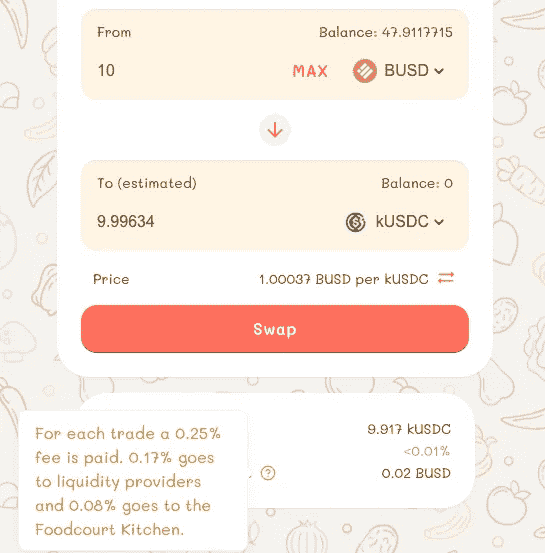 From Balance: 47.9117715
10 MAX BUSD
To (estimated) Balance: 0
9.99634 kUSDC
Price 1.00037 BUSD per kUSDC
Swap
9.917 kUSDC
<0.01%
0.02 BUSD
For each trade a 0.25%
fee is paid. 0.17% goes
to liquidity providers
and 0.08% goes to the
Foodcourt Kitchen.